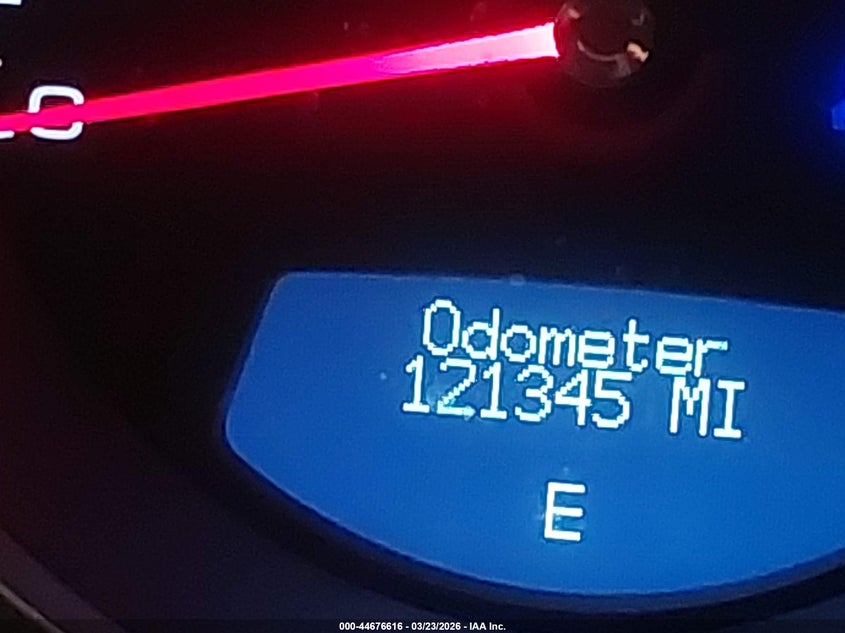 Odometer
121345 MI
E
000-44676616 - 03/23/2026 - IAA Inc.